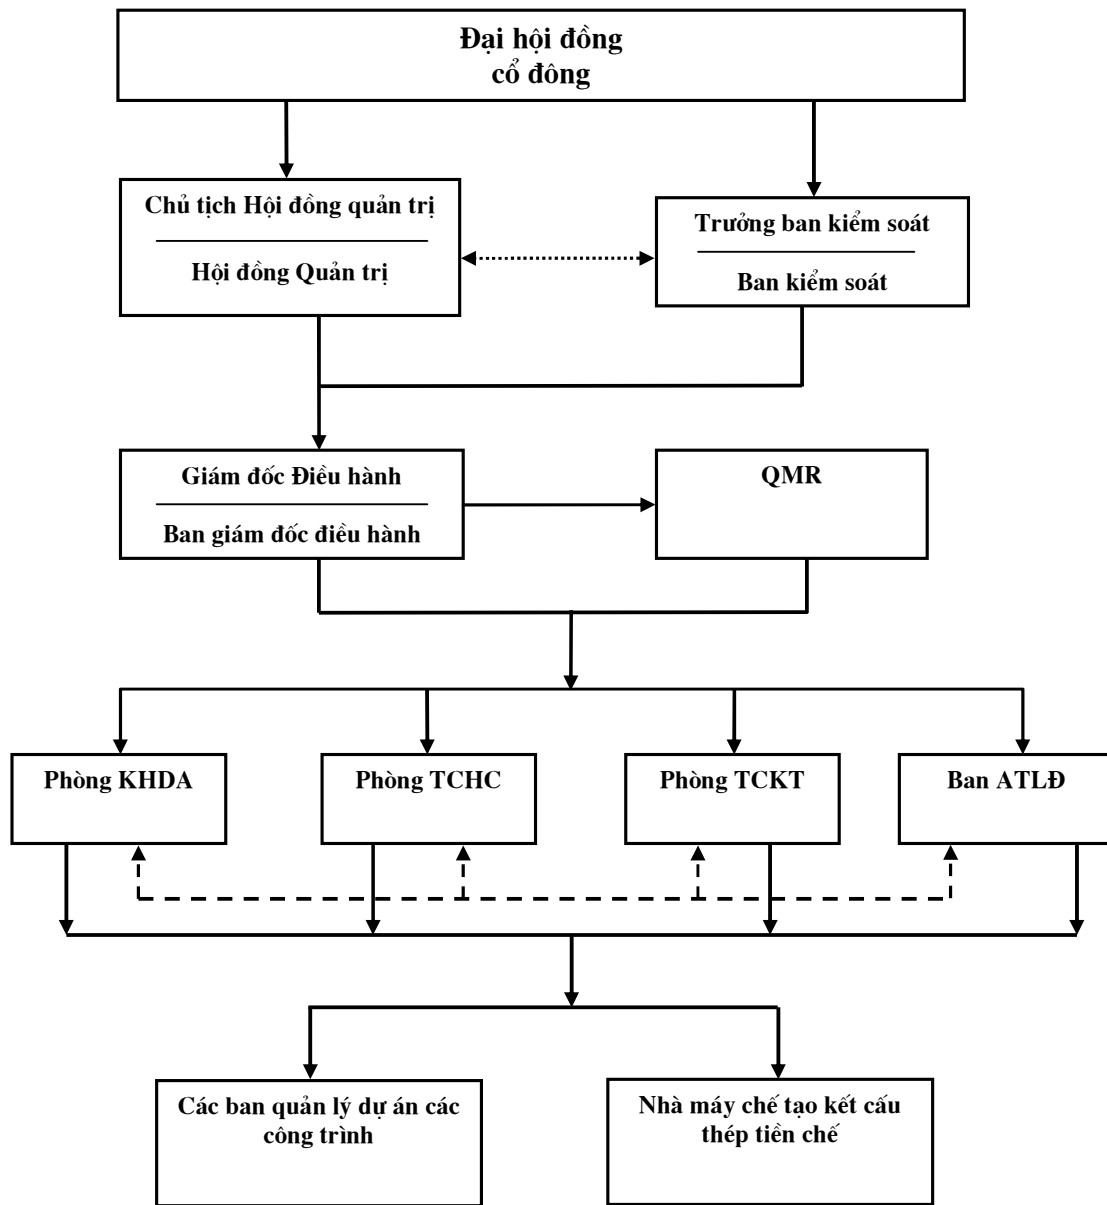 Đại hội đồng
cổ đông
Chủ tịch Hội đồng quản trị
Hội đồng Quản trị
Trưởng ban kiểm soát
Ban kiểm soát
Giám đốc Điều hành
Ban giám đốc điều hành
QMR
Phòng KHDA
Phòng TCHC
Phòng TCKT
Ban ATLĐ
Các ban quản lý dự án các
công trình
Nhà máy chế tạo kết cấu
thép tiền chế